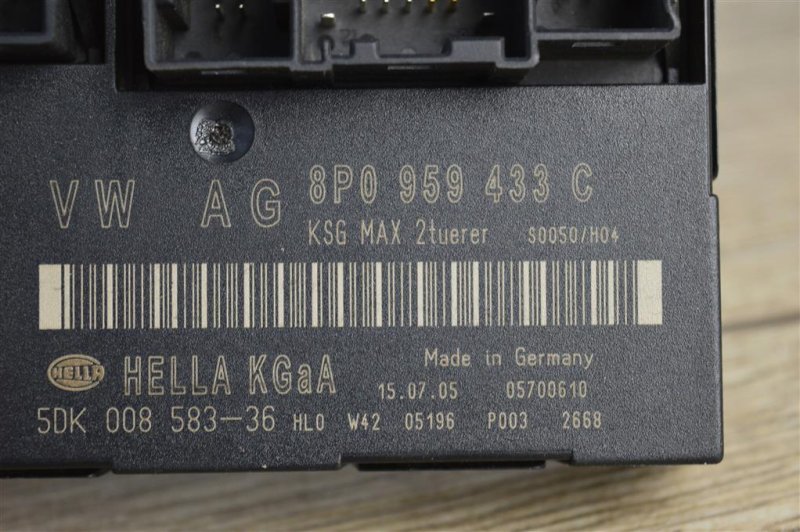 VW AG 8P0 959 433 C
KSG MAX 2tuerer S0050/H04
HELLA HELLA KGaA Made in Germany
15.07.05 05700610
5DK 008 583-36 HLO W42 05196 P003 2668